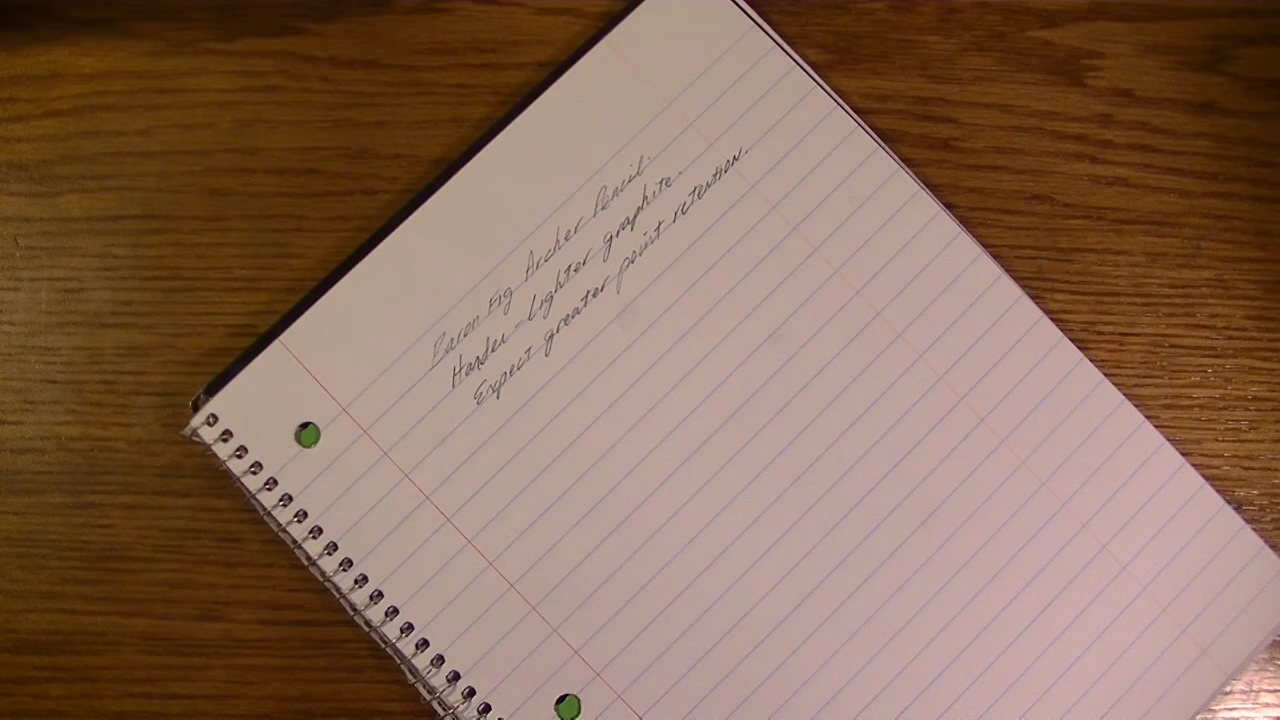 Baron Fig Archer Pencil.
Harder-Lighter graphite.
Expect greater point retention.